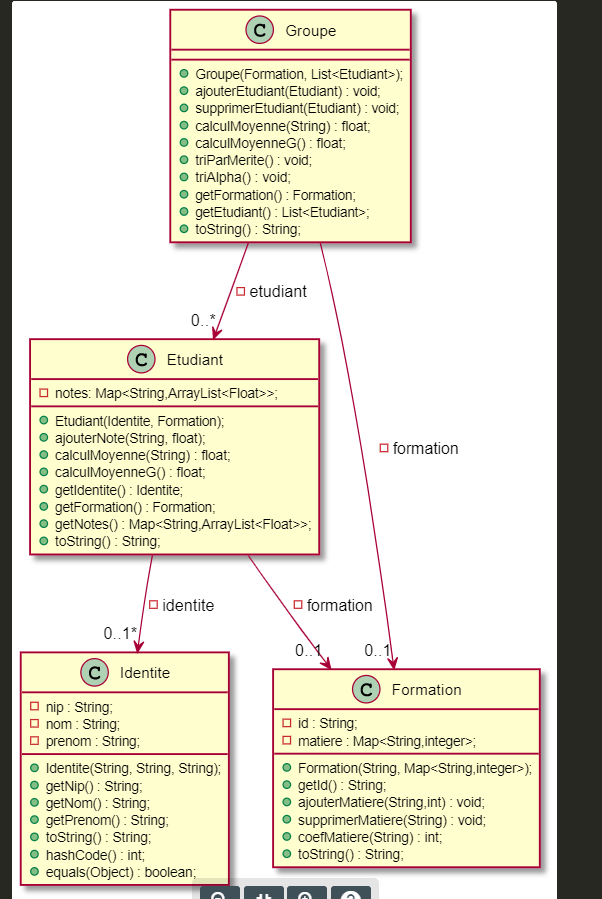 C Groupe
Groupe(Formation, List<Etudiant>);
ajouterEtudiant(Etudiant) : void;
supprimerEtudiant(Etudiant) : void;
calculMoyenne(String) : float;
calculMoyenneG() : float;
triParMerite() : void;
triAlpha() : void;
getFormation() : Formation;
getEtudiant() : List<Etudiant>;
toString() : String;
etudiant
0..*
formation
C Etudiant
notes: Map<String,ArrayList<Float>>;
Etudiant(Identite, Formation);
ajouterNote(String, float);
calculMoyenne(String) : float;
calculMoyenneG() : float;
getIdentite() : Identite;
getFormation() : Formation;
getNotes() : Map<String,ArrayList<Float>>;
toString() : String;
identite
formation
0..1*
0..1
0..1
C Identite
nip : String;
nom : String;
prenom : String;
Identite(String, String, String);
getNip() : String;
getNom() : String;
getPrenom() : String;
toString() : String;
hashCode() : int;
equals(Object) : boolean;
C Formation
id : String;
matiere : Map<String,integer>;
Formation(String, Map<String,integer>);
getId() : String;
ajouterMatiere(String,int) : void;
supprimerMatiere(String) : void;
coefMatiere(String) : int;
toString() : String;